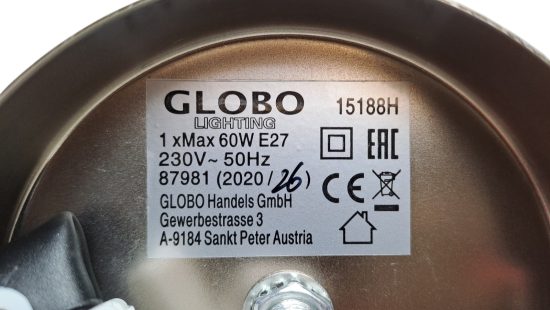 GLOBO 15188H
LIGHTING
1 xMax 60W E27
230V~ 50Hz EAC
87981 (2020/26) CE
GLOBO Handels GmbH
Gewerbestrasse 3
A-9184 Sankt Peter Austria